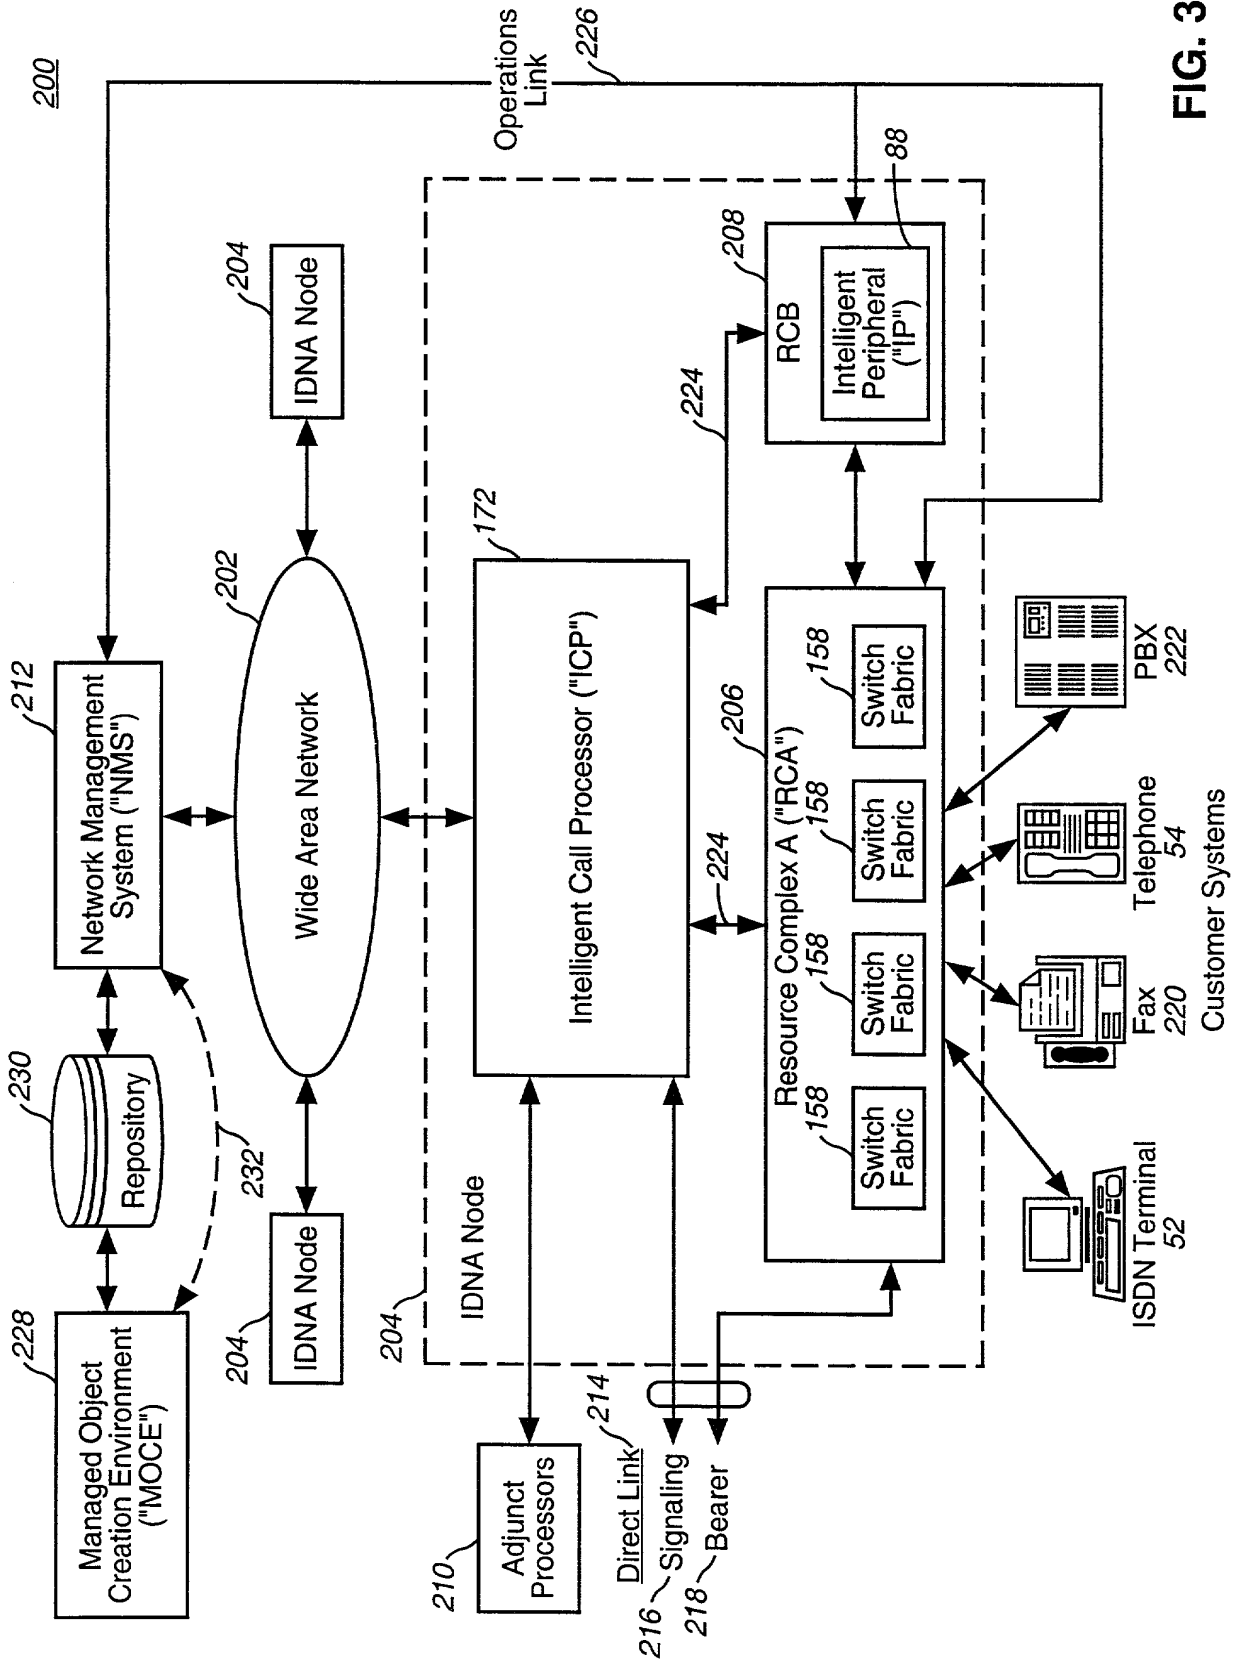 200
228
Managed Object
Creation Environment
("MOCE")
230
Repository
232
212
Network Management
System ("NMS")
204
IDNA Node
202
Wide Area Network
204
IDNA Node
Operations
Link
226
204
IDNA Node
172
Intelligent Call Processor ("ICP")
210
Adjunct
Processors
Direct Link
214
216
Signaling
218
Bearer
224
224
206
Resource Complex A ("RCA")
158
Switch
Fabric
158
Switch
Fabric
158
Switch
Fabric
158
Switch
Fabric
208
RCB
88
Intelligent
Peripheral
("IP")
ISDN Terminal
52
Fax
220
Telephone
54
PBX
222
Customer Systems
FIG. 3